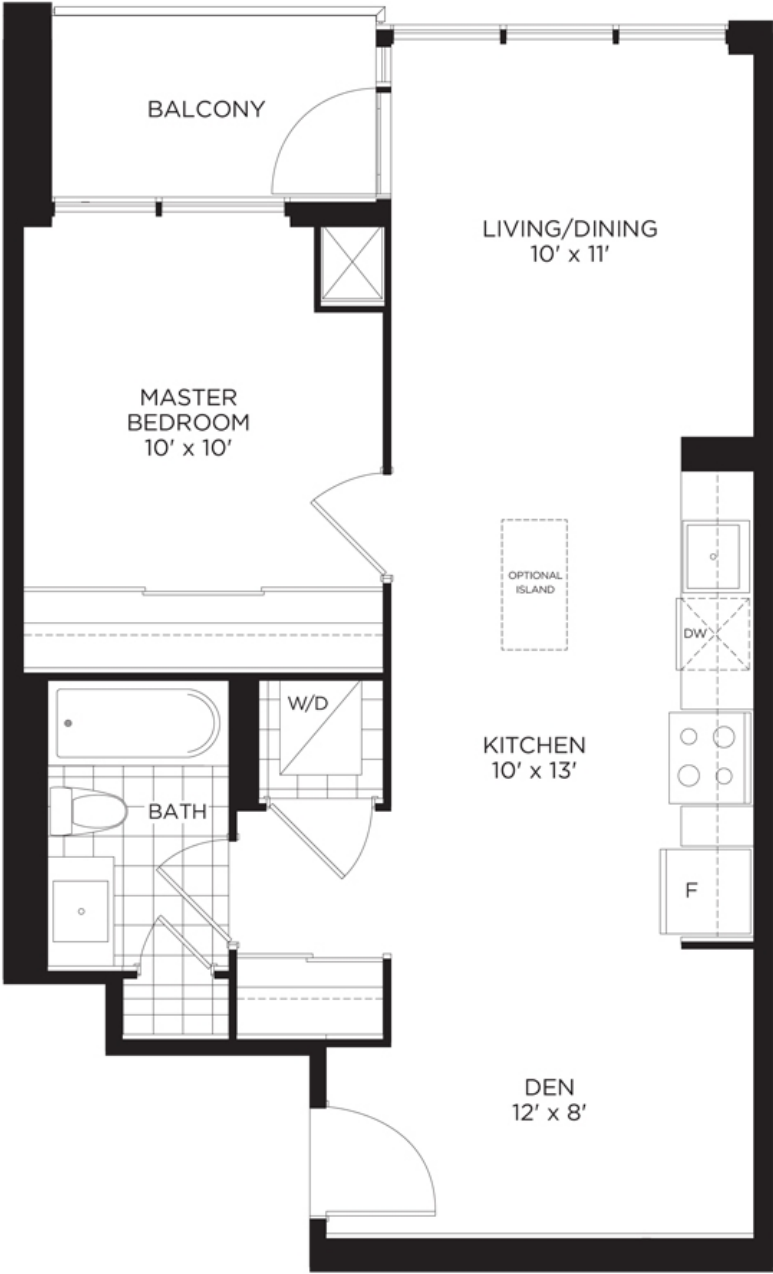 BALCONY
LIVING/DINING
10' x 11'
MASTER
BEDROOM
10' x 10'
OPTIONAL
ISLAND
DW
W/D
KITCHEN
10' x 13'
BATH
F
DEN
12' x 8'